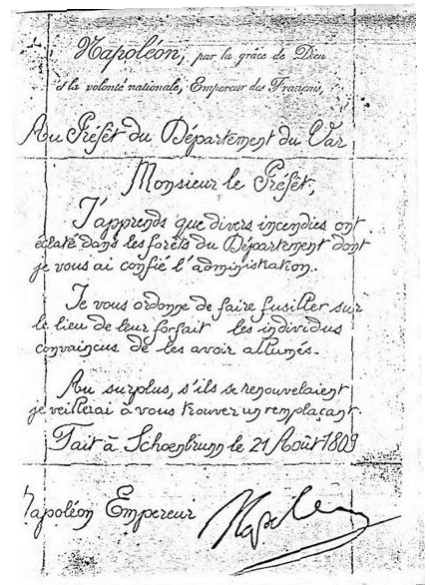 Napoléon, par la grâce de Dieu
et la volonté nationale, Empereur des Français,
Au Préfêt du Département du Var
Monsieur le Préfêt,
J'apprends que divers incendies ont
éclaté dans les forêts du Département dont
je vous ai confié l'administration.
Je vous ordonne de faire fusiller sur
le lieu de leur forfait les individus
convaincus de les avoir allumés.
Au surplus, s'ils se renouvelaient
je veillerai à vous trouver un remplaçant.
Fait à Schoenbrunn le 21 Août 1809
Napoléon Empereur